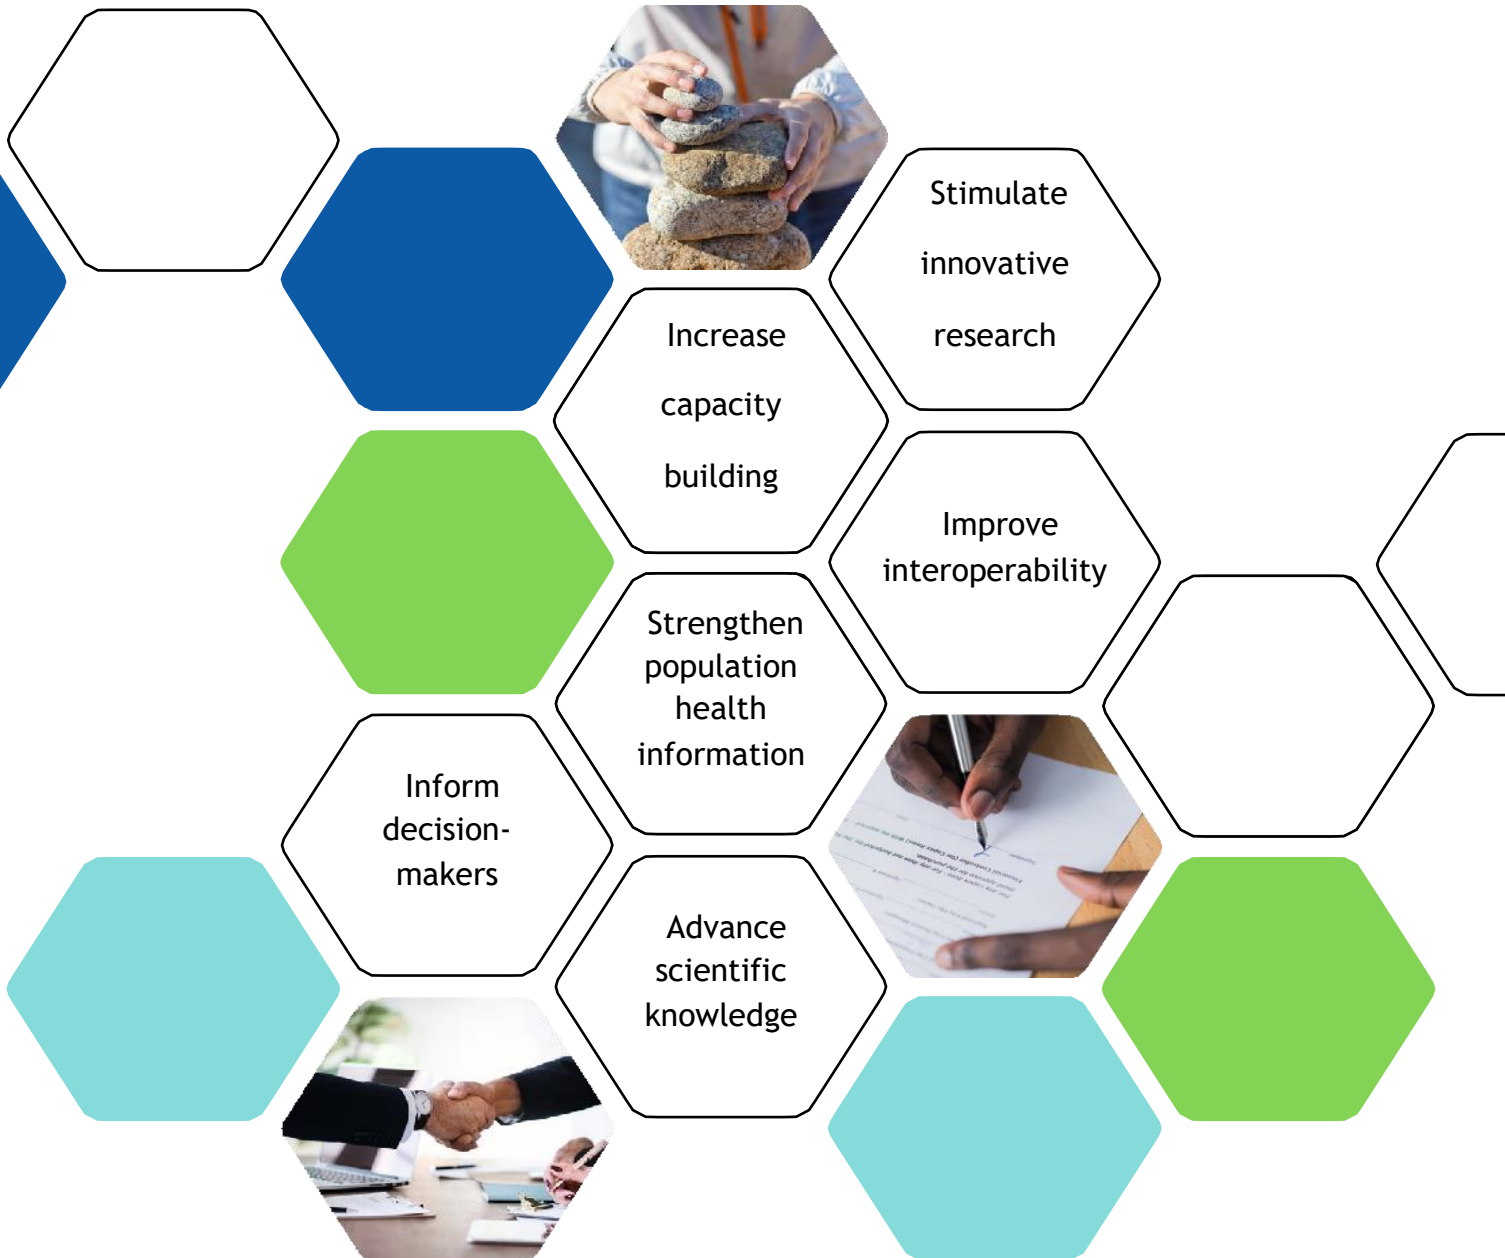 Stimulate
innovative
research
Increase
capacity
building
Improve
interoperability
Strengthen
population
health
information
Inform
decision-
makers
Advance
scientific
knowledge